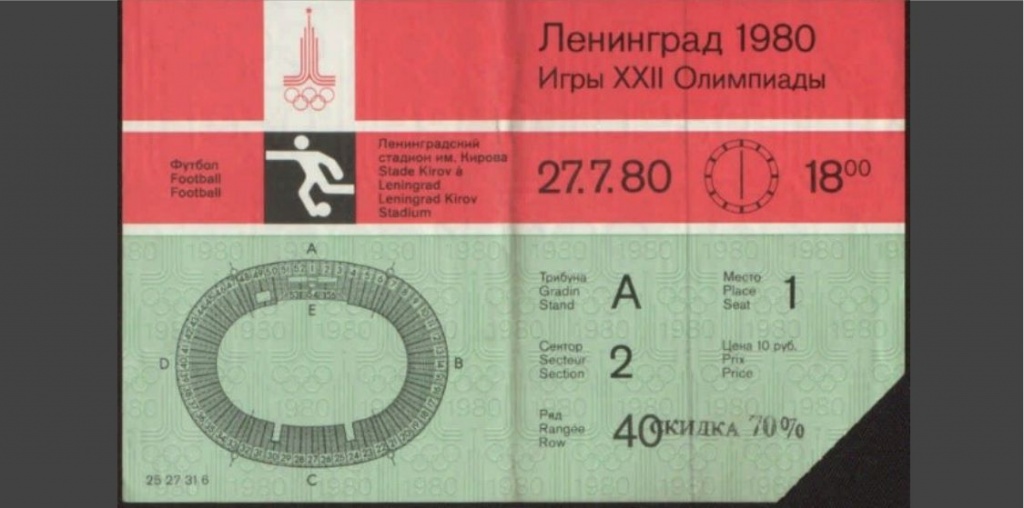 Ленинград 1980
Игры XXII Олимпиады
Футбол
Football
Football
Ленинградский
стадион им. Кирова
Stade Kirov à
Leningrad
Leningrad Kirov
Stadium
27.7.80
18⁰⁰
A
E
D
B
C
25 27 31 6
Трибуна
Gradin
Stand
A
Место
Place
Seat
1
Сектор
Secteur
Section
2
Цена 10 руб.
Prix
Price
Ряд
Rangée
Row
40
СКИДКА 70%